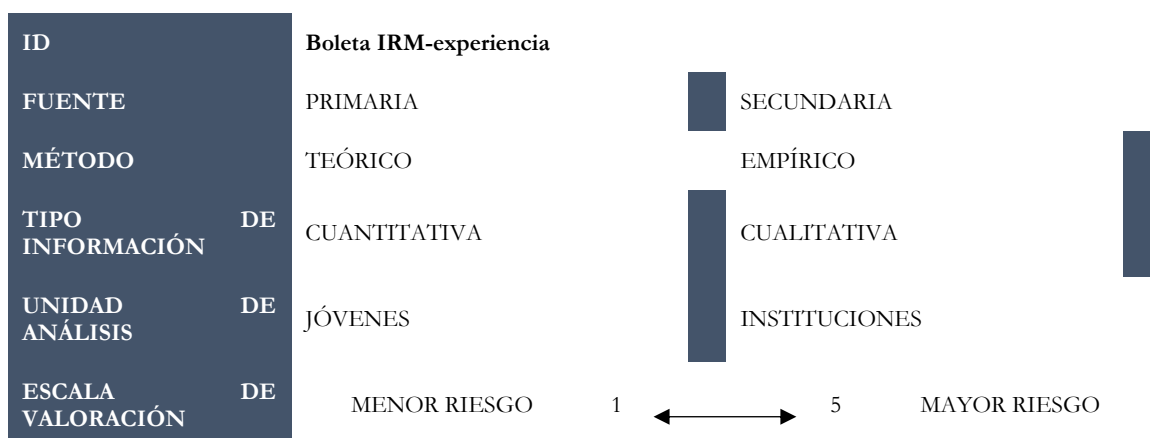 ID Boleta IRM-experiencia
FUENTE PRIMARIA SECUNDARIA
MÉTODO TEÓRICO EMPÍRICO
TIPO DE
INFORMACIÓN CUANTITATIVA CUALITATIVA
UNIDAD DE
ANÁLISIS JÓVENES INSTITUCIONES
ESCALA DE
VALORACIÓN MENOR RIESGO 1 5 MAYOR RIESGO